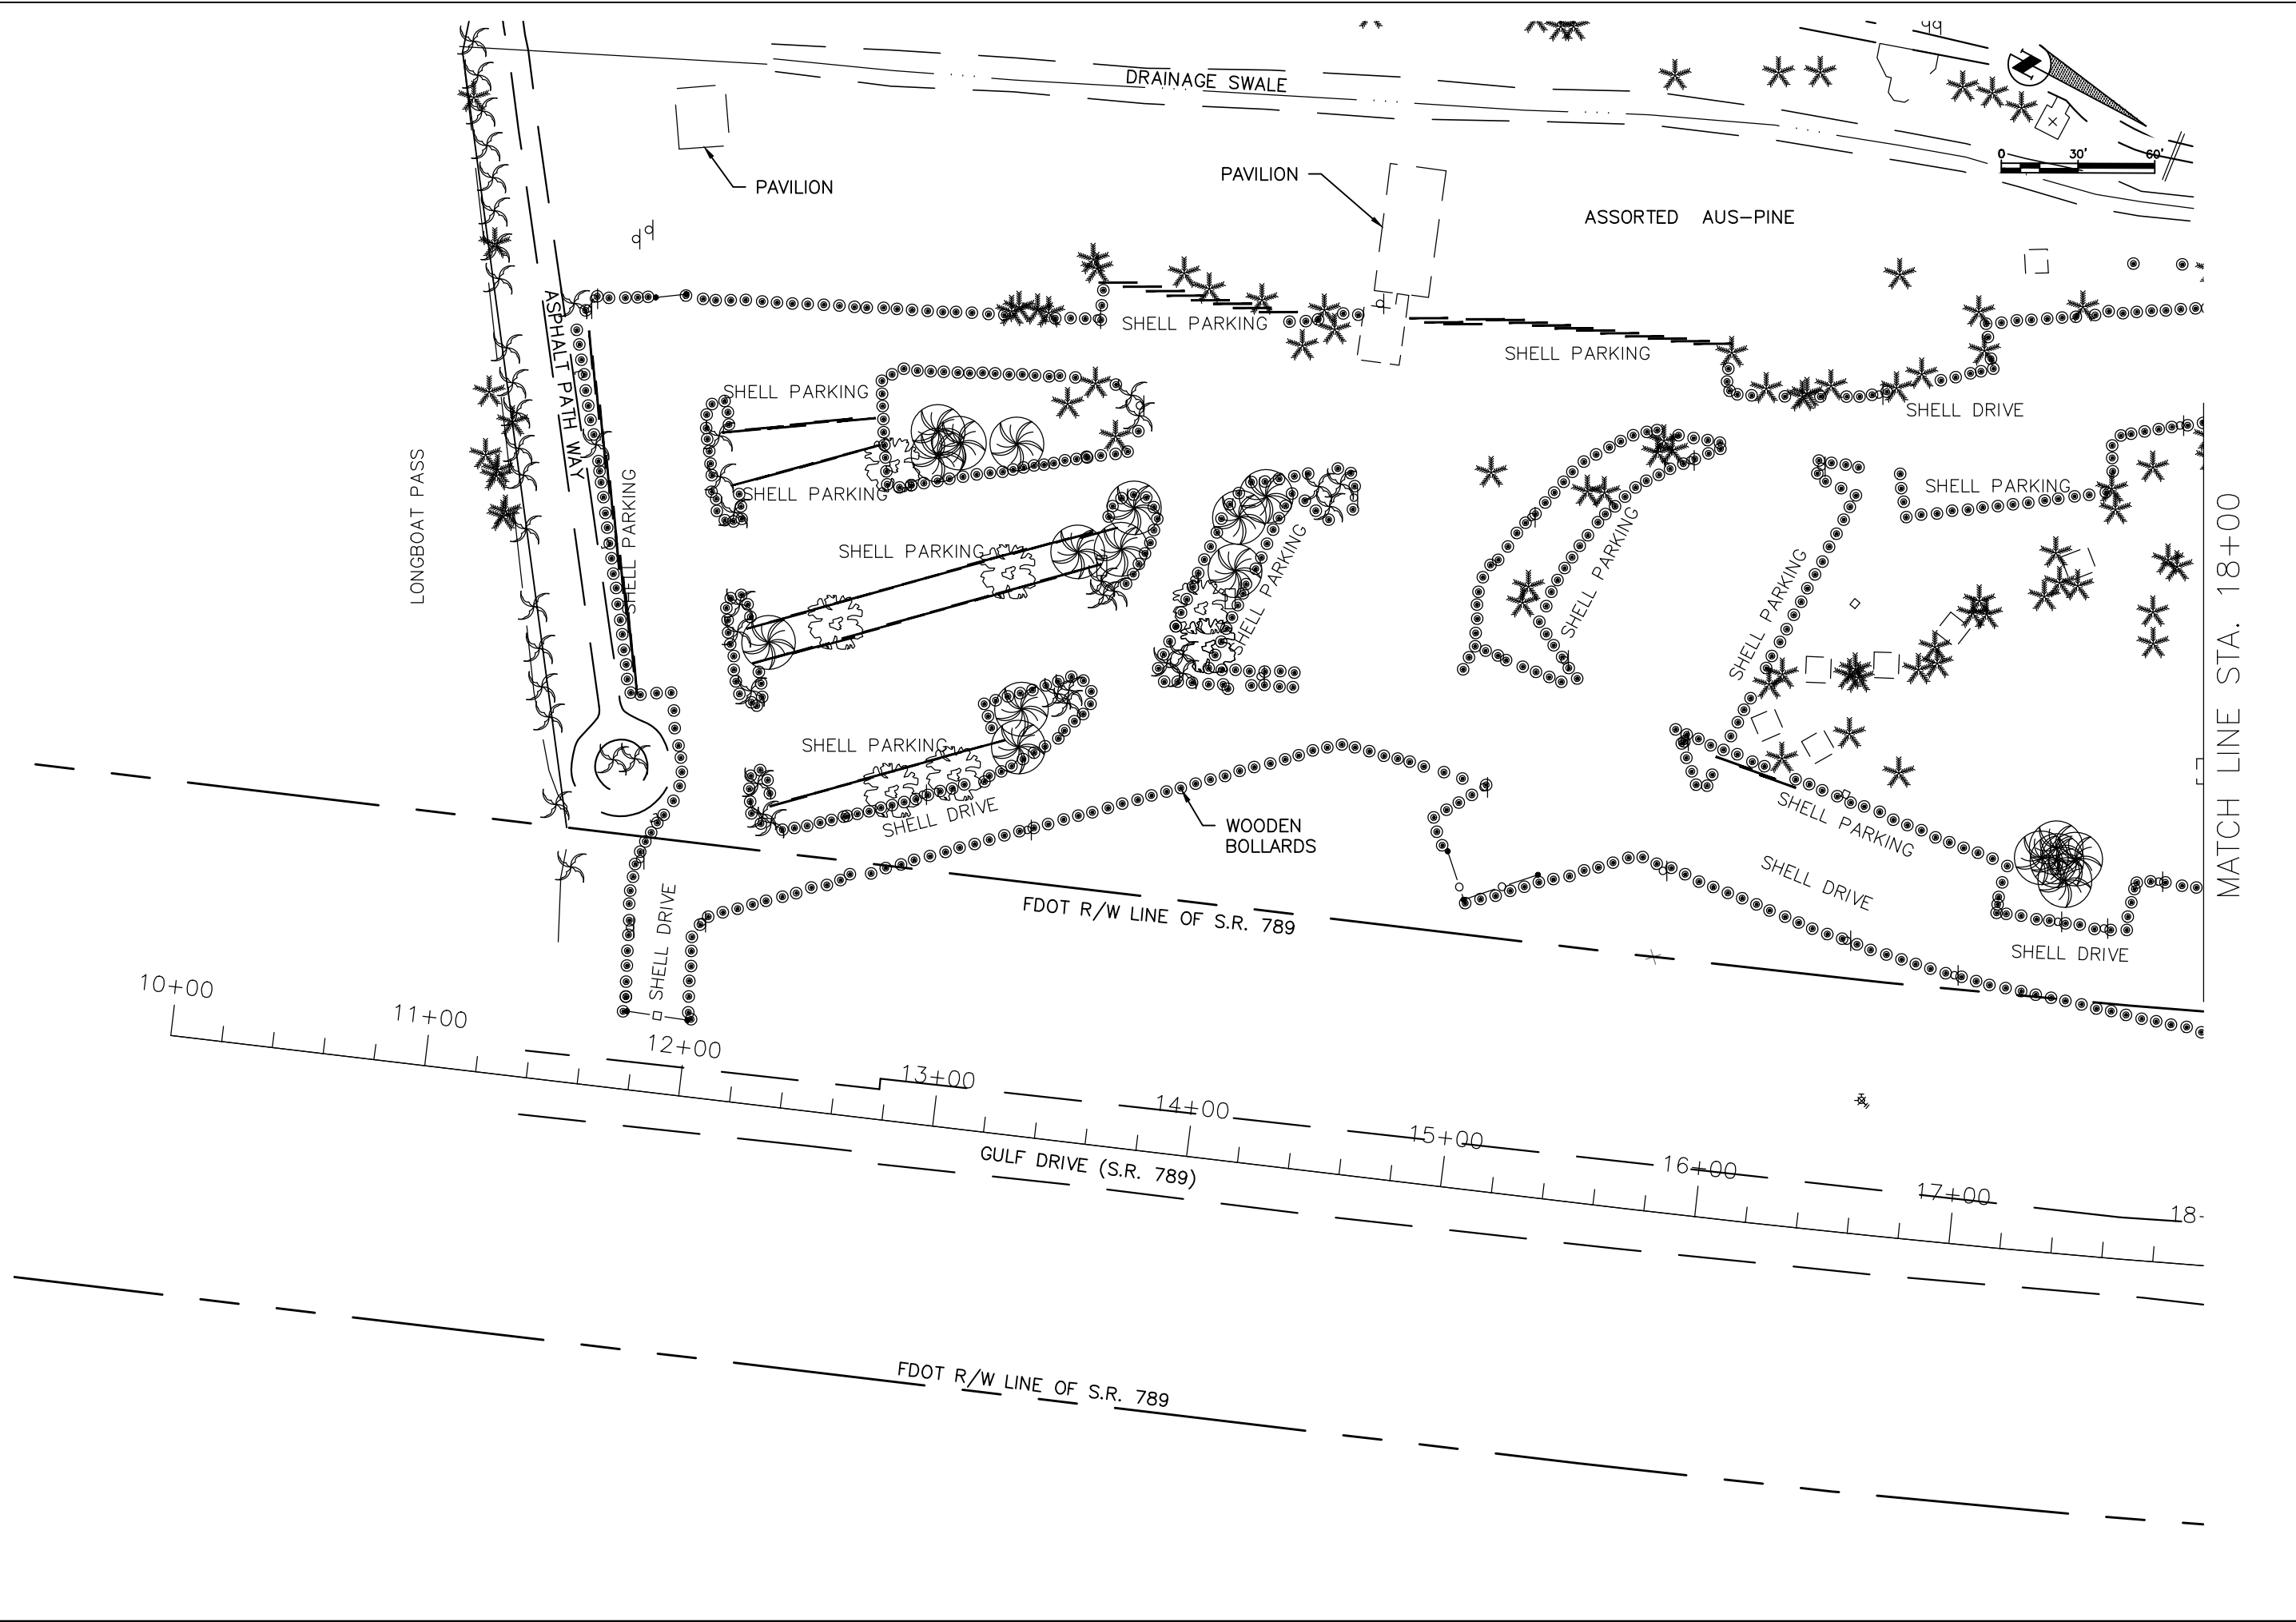 DRAINAGE SWALE
0 30' 60'
PAVILION
PAVILION
ASSORTED AUS-PINE
ASPHALT PATH WAY
SHELL PARKING
SHELL PARKING
SHELL PARKING
SHELL DRIVE
LONGBOAT PASS
SHELL PARKING
SHELL PARKING
SHELL PARKING
SHELL PARKING
SHELL PARKING
SHELL PARKING
SHELL PARKING
SHELL PARKING
MATCH LINE STA. 18+00
SHELL PARKING
SHELL DRIVE
WOODEN
BOLLARDS
SHELL PARKING
SHELL DRIVE
SHELL DRIVE
SHELL DRIVE
FDOT R/W LINE OF S.R. 789
10+00
11+00
12+00
13+00
14+00
15+00
16+00
17+00
18-
GULF DRIVE (S.R. 789)
FDOT R/W LINE OF S.R. 789